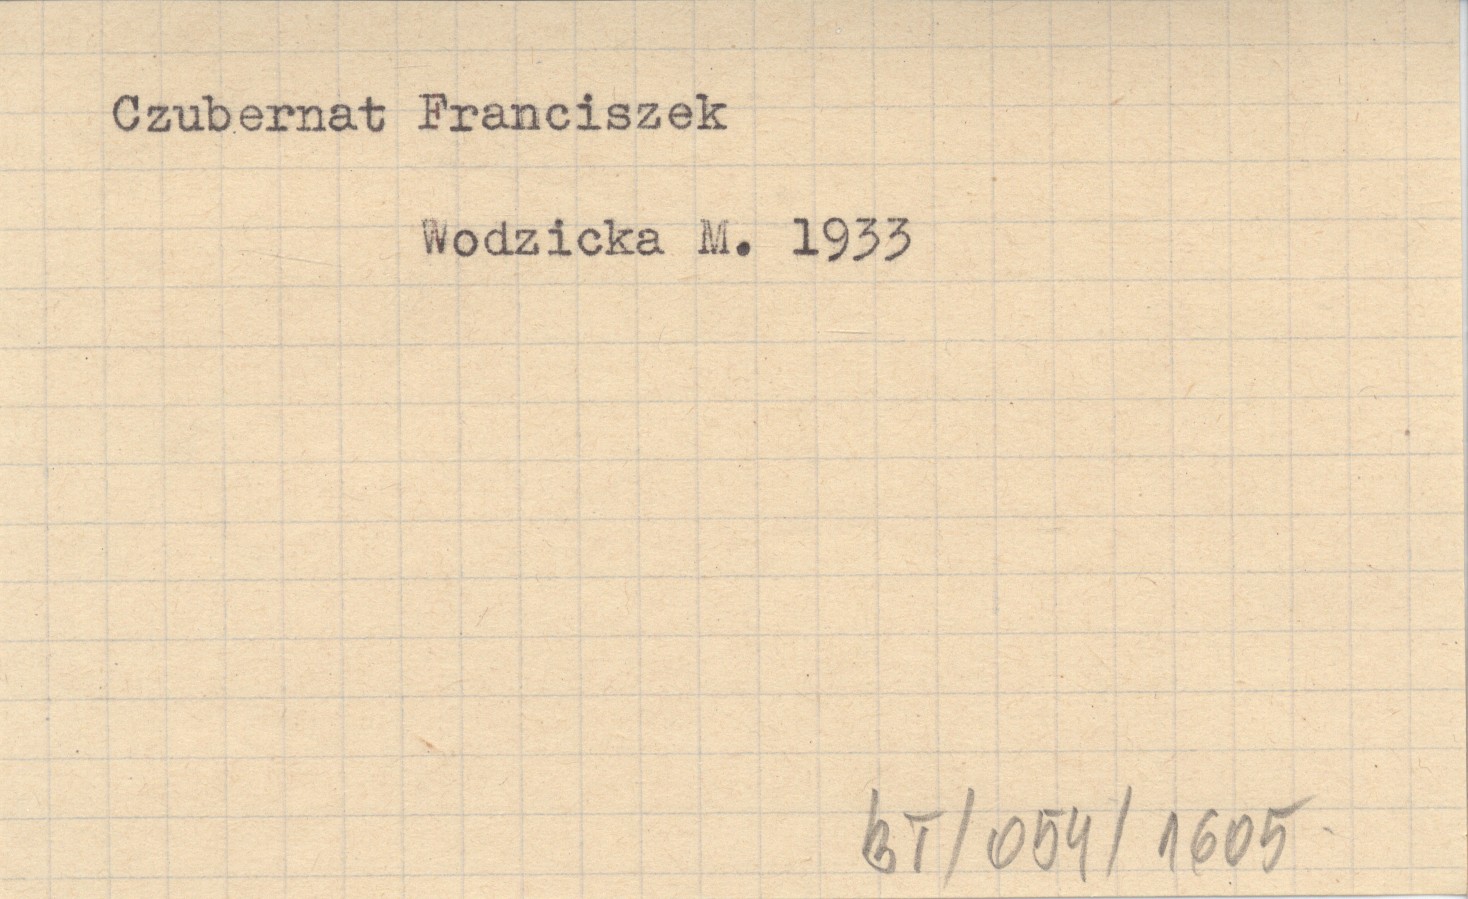 Czubernat Franciszek
Wodzicka M. 1933
BT/054/1605